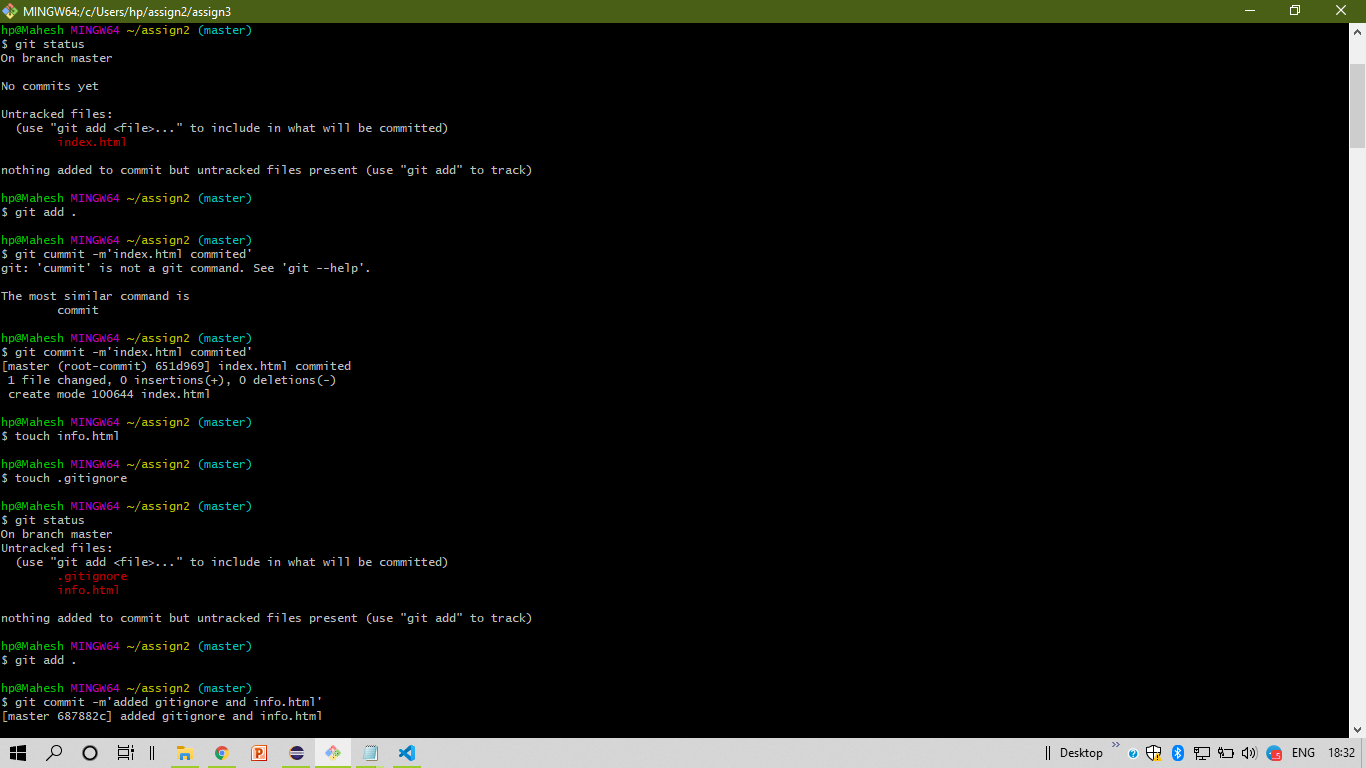 MINGW64:/c/Users/hp/assign2/assign3
hp@Mahesh MINGW64 ~/assign2 (master)
$ git status
On branch master
No commits yet
Untracked files:
(use "git add <file>..." to include in what will be committed)
index.html
nothing added to commit but untracked files present (use "git add" to track)
hp@Mahesh MINGW64 ~/assign2 (master)
$ git add .
hp@Mahesh MINGW64 ~/assign2 (master)
$ git cummit -m'index.html commited'
git: 'cummit' is not a git command. See 'git --help'.
The most similar command is
commit
hp@Mahesh MINGW64 ~/assign2 (master)
$ git commit -m'index.html commited'
[master (root-commit) 651d969] index.html commited
1 file changed, 0 insertions(+), 0 deletions(-)
create mode 100644 index.html
hp@Mahesh MINGW64 ~/assign2 (master)
$ touch info.html
hp@Mahesh MINGW64 ~/assign2 (master)
$ touch .gitignore
hp@Mahesh MINGW64 ~/assign2 (master)
$ git status
On branch master
Untracked files:
(use "git add <file>..." to include in what will be committed)
.gitignore
info.html
nothing added to commit but untracked files present (use "git add" to track)
hp@Mahesh MINGW64 ~/assign2 (master)
$ git add .
hp@Mahesh MINGW64 ~/assign2 (master)
$ git commit -m'added gitignore and info.html'
[master 687882c] added gitignore and info.html
Desktop
ENG
18:32